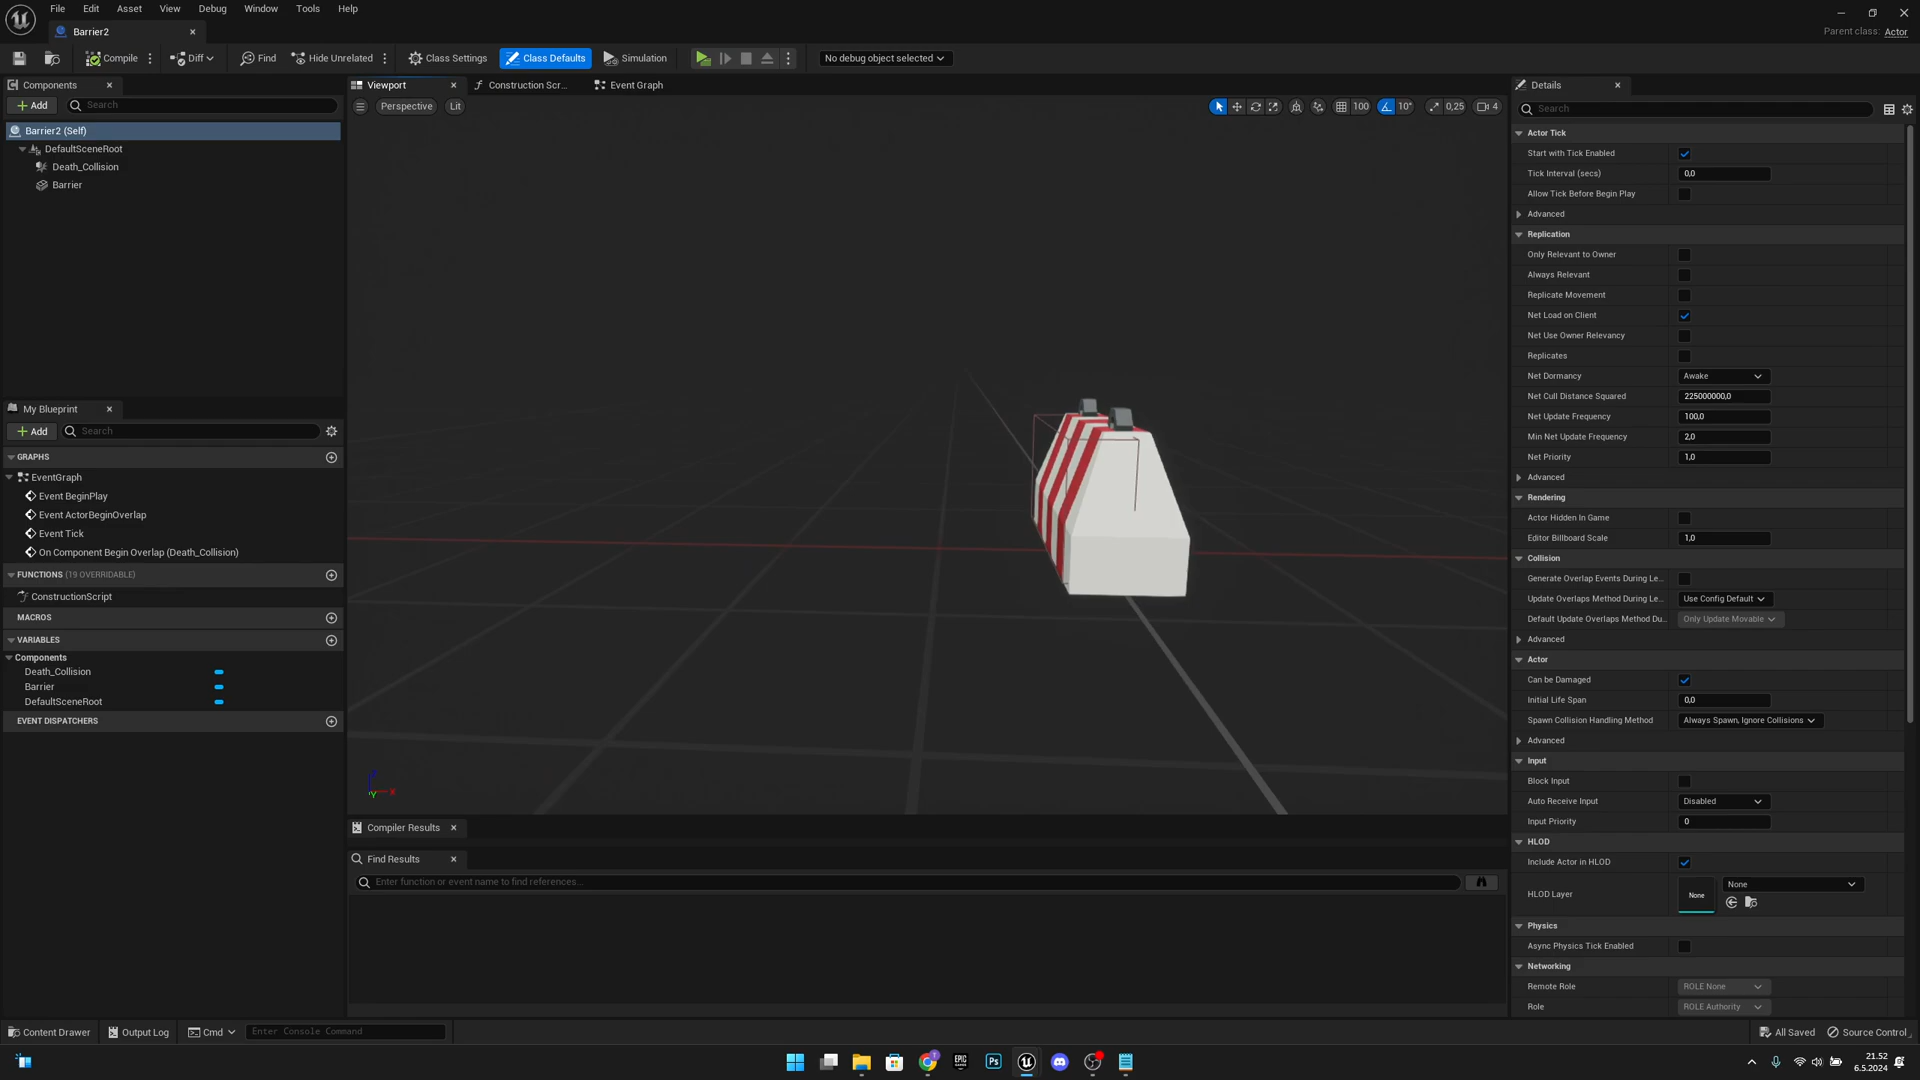 File Edit Asset View Debug Window Tools Help
Barrier2
Parent class: Actor
Compile Diff Find Hide Unrelated Class Settings Class Defaults Simulation No debug object selected
Components
Add Search
Barrier2 (Self)
DefaultSceneRoot
Death_Collision
Barrier
My Blueprint
Add Search
GRAPHS
EventGraph
Event BeginPlay
Event ActorBeginOverlap
Event Tick
On Component Begin Overlap (Death_Collision)
FUNCTIONS (19 OVERRIDABLE)
ConstructionScript
MACROS
VARIABLES
Components
Death_Collision
Barrier
DefaultSceneRoot
EVENT DISPATCHERS
Viewport Construction Scr... Event Graph
Perspective Lit 100 10° 0,25 4
Z
X
Y
Compiler Results
Find Results
Enter function or event name to find references...
Details
Search
Actor Tick
Start with Tick Enabled
Tick Interval (secs) 0,0
Allow Tick Before Begin Play
Advanced
Replication
Only Relevant to Owner
Always Relevant
Replicate Movement
Net Load on Client
Net Use Owner Relevancy
Replicates
Net Dormancy Awake
Net Cull Distance Squared 225000000,0
Net Update Frequency 100,0
Min Net Update Frequency 2,0
Net Priority 1,0
Advanced
Rendering
Actor Hidden In Game
Editor Billboard Scale 1,0
Collision
Generate Overlap Events During Le...
Update Overlaps Method During Le... Use Config Default
Default Update Overlaps Method Du... Only Update Movable
Advanced
Actor
Can be Damaged
Initial Life Span 0,0
Spawn Collision Handling Method Always Spawn, Ignore Collisions
Advanced
Input
Block Input
Auto Receive Input Disabled
Input Priority 0
HLOD
Include Actor in HLOD
HLOD Layer None None
Physics
Async Physics Tick Enabled
Networking
Remote Role ROLE None
Role ROLE Authority
Content Drawer Output Log Cmd Enter Console Command All Saved Source Control
EPIC GAMES Ps
21.52
6.5.2024